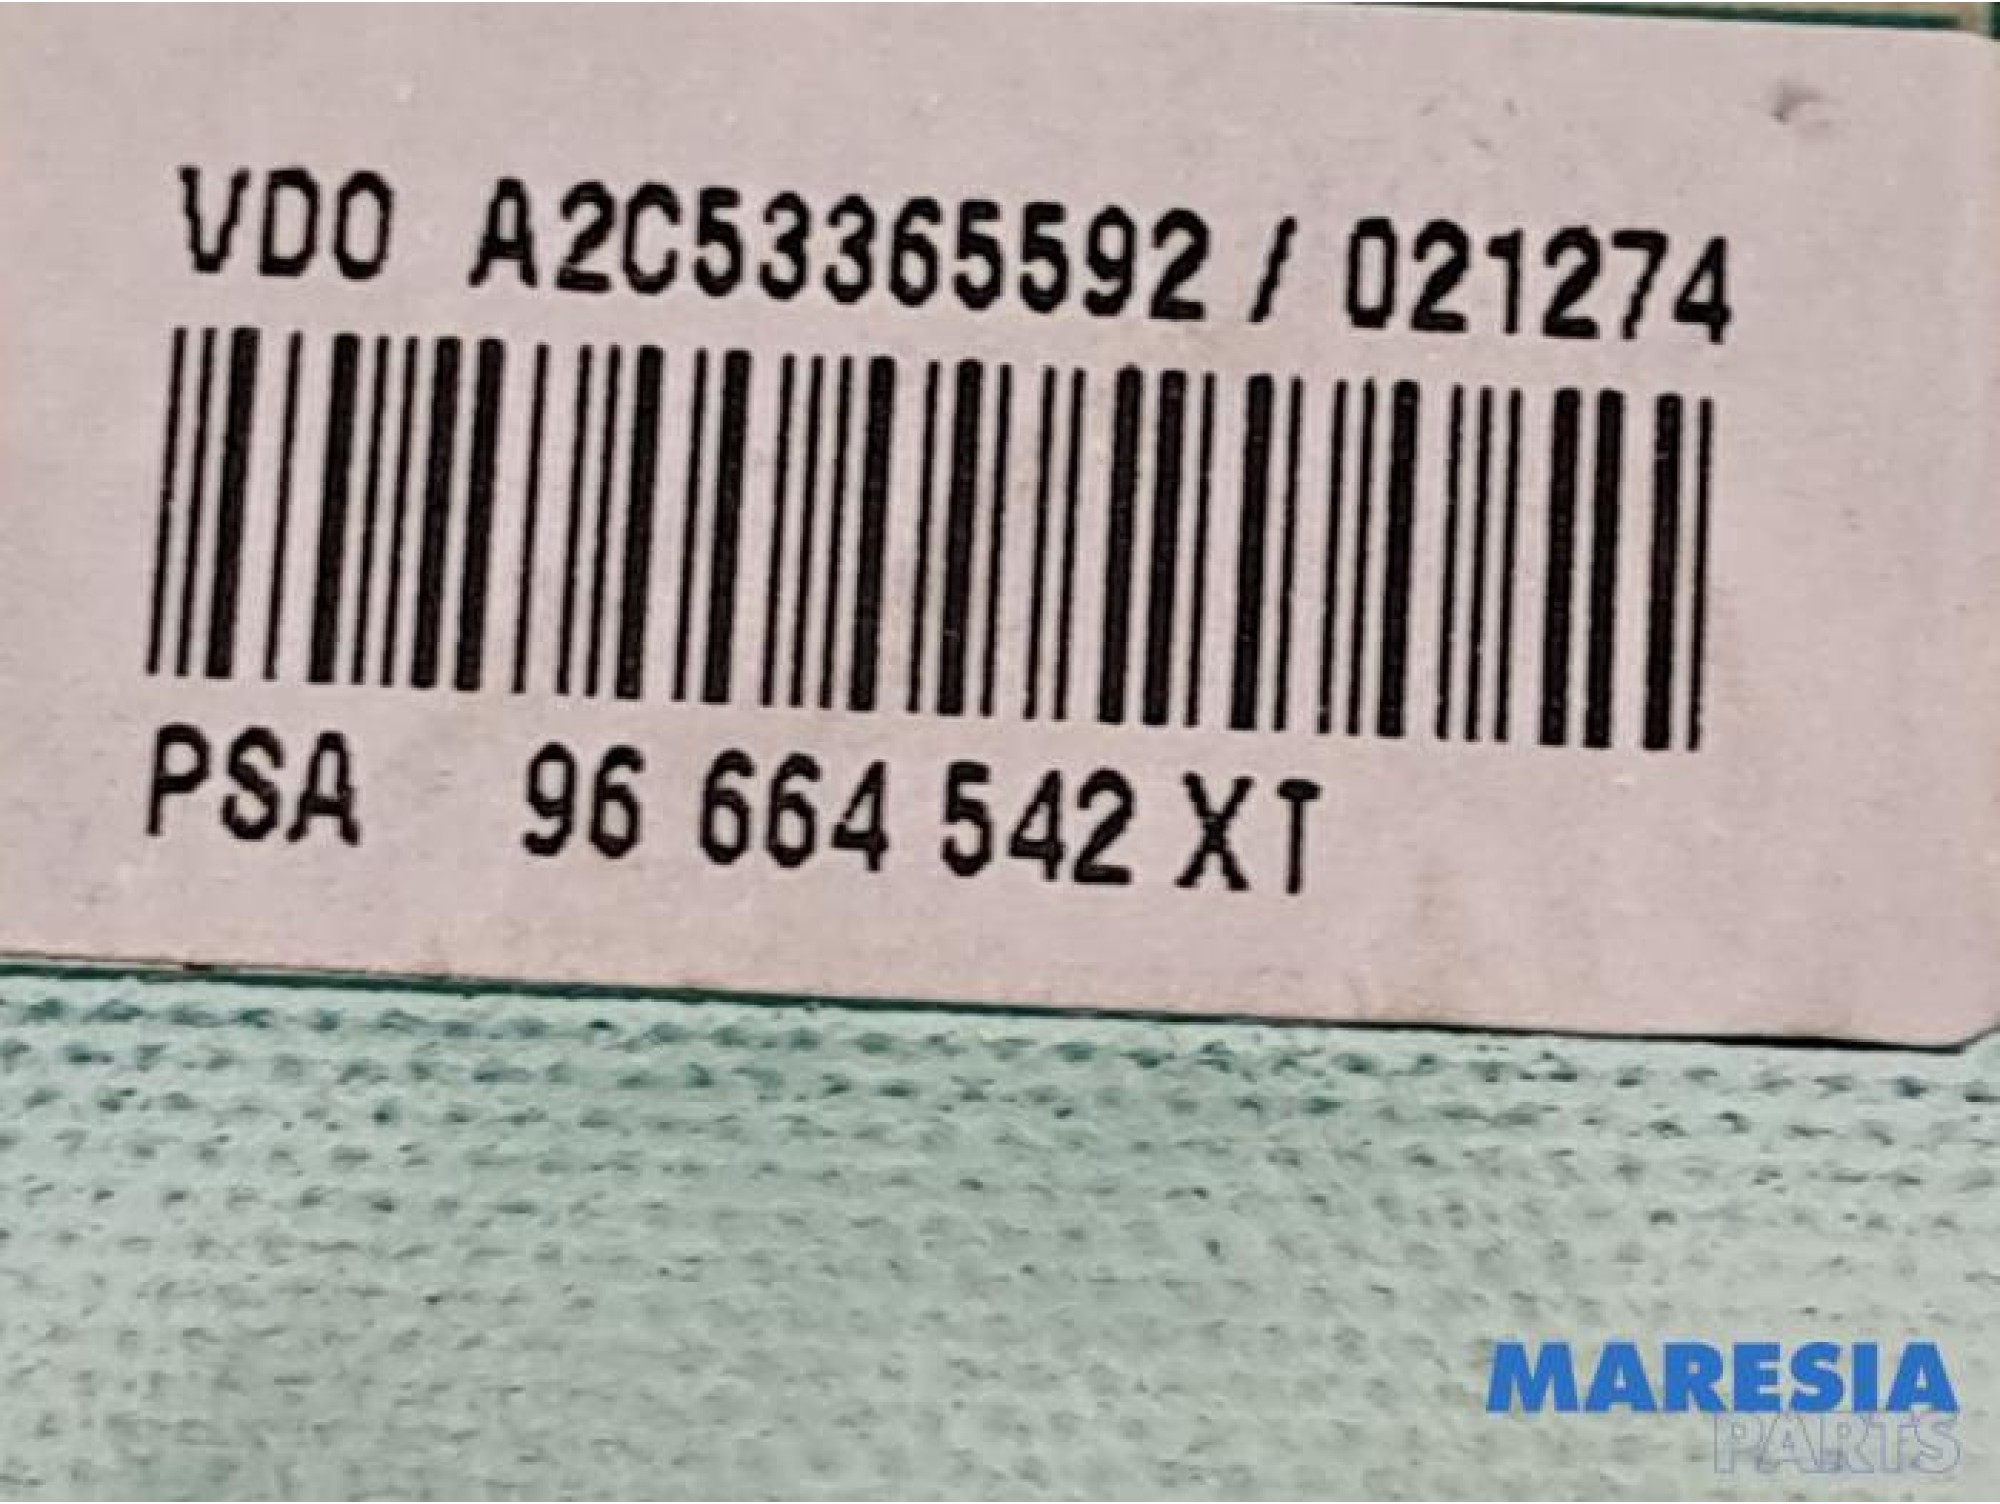 VDO A2C53365592 / 021274
PSA 96 664 542 XT
MARESIA
PARTS